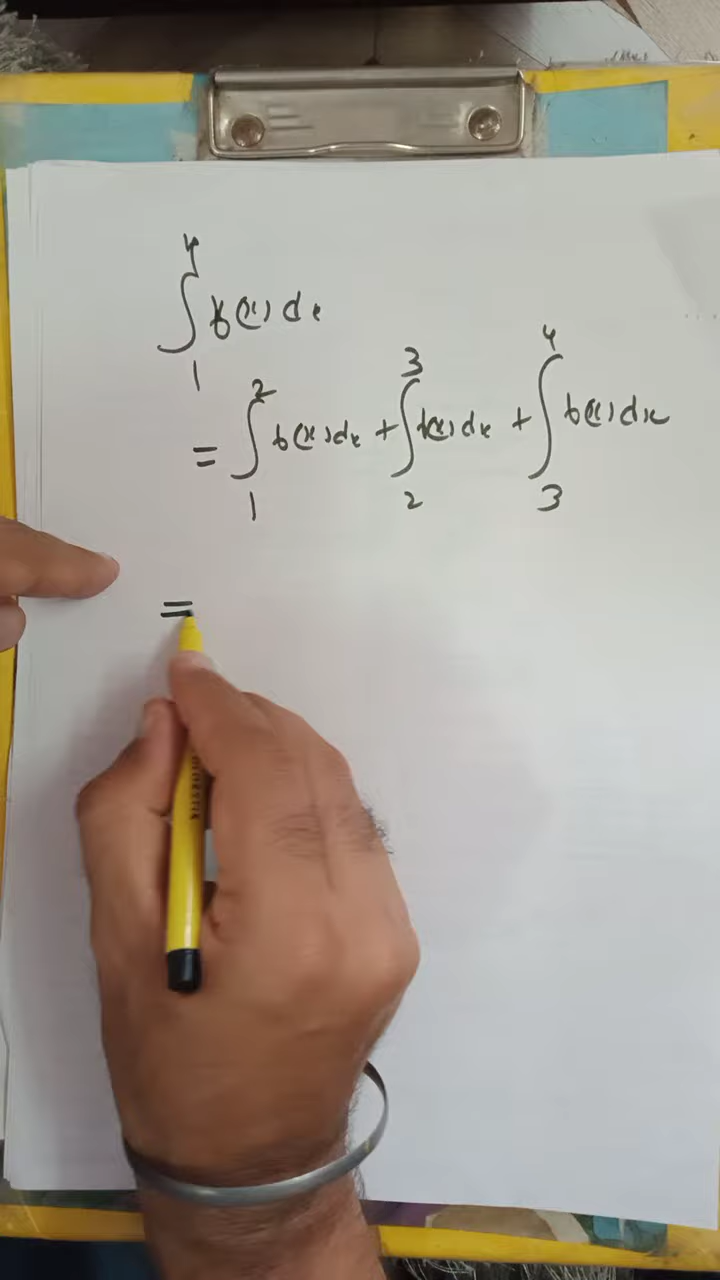 ∫₁⁴ f(x) dx
= ∫₁² f(x) dx + ∫₂³ f(x) dx + ∫₃⁴ f(x) dx
=